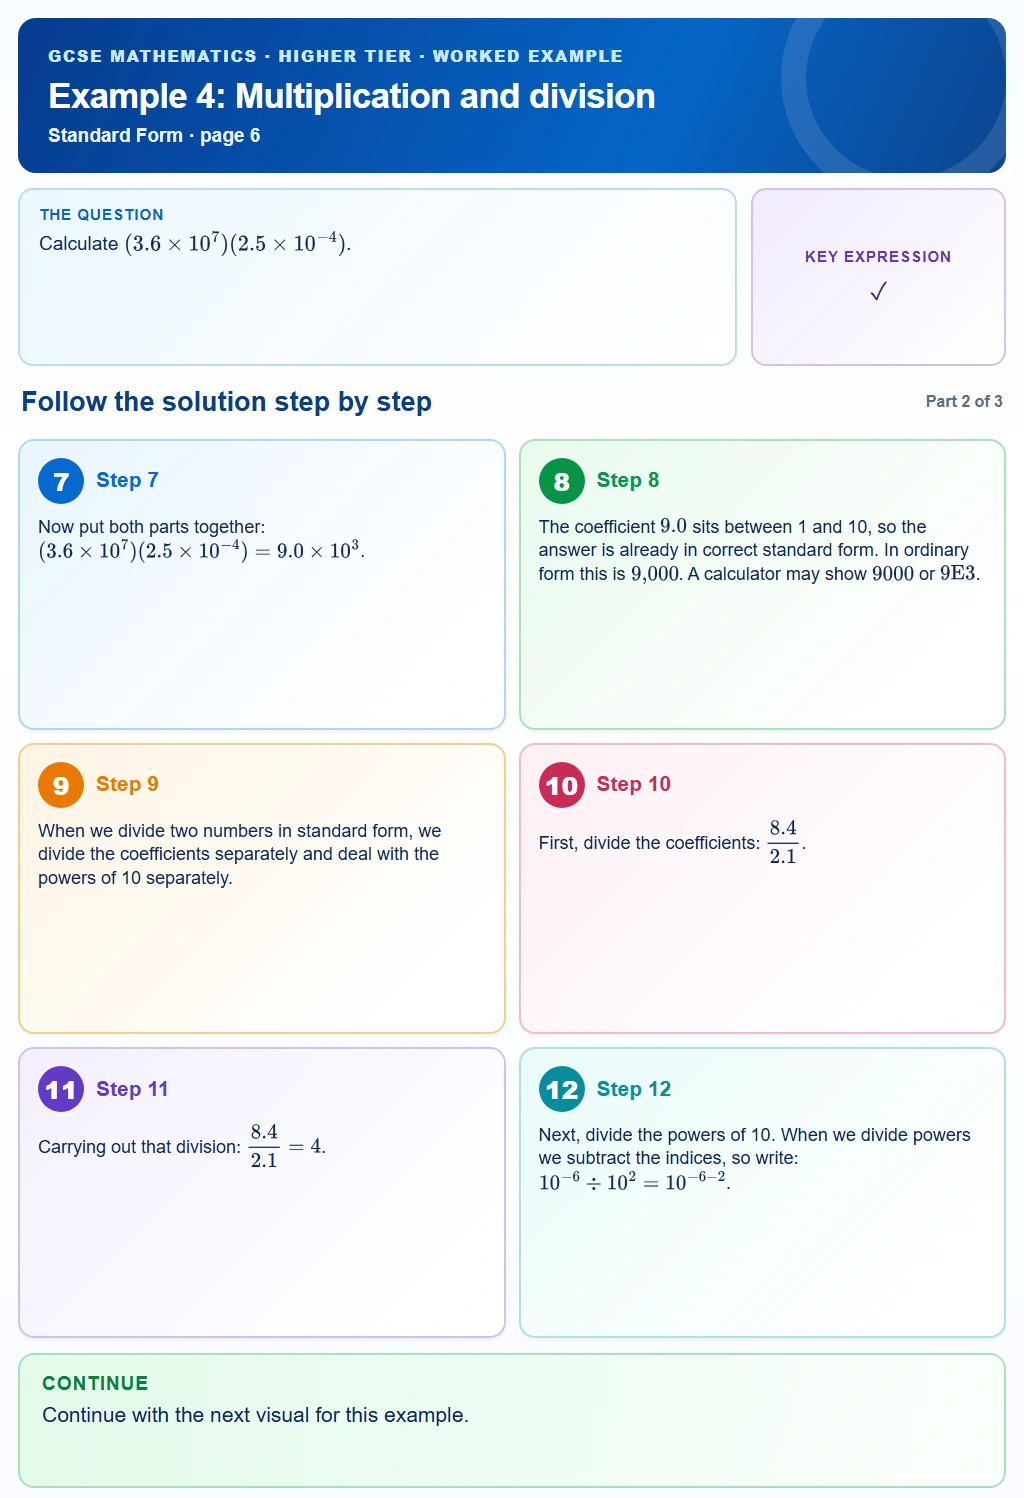 GCSE MATHEMATICS · HIGHER TIER · WORKED EXAMPLE
Example 4: Multiplication and division
Standard Form · page 6
THE QUESTION
Calculate (3.6 × 10⁷)(2.5 × 10⁻⁴).
KEY EXPRESSION
✓
Follow the solution step by step
Part 2 of 3
7 Step 7
Now put both parts together:
(3.6 × 10⁷)(2.5 × 10⁻⁴) = 9.0 × 10³.
8 Step 8
The coefficient 9.0 sits between 1 and 10, so the
answer is already in correct standard form. In ordinary
form this is 9,000. A calculator may show 9000 or 9E3.
9 Step 9
When we divide two numbers in standard form, we
divide the coefficients separately and deal with the
powers of 10 separately.
10 Step 10
First, divide the coefficients: 8.4/2.1.
11 Step 11
Carrying out that division: 8.4/2.1 = 4.
12 Step 12
Next, divide the powers of 10. When we divide powers
we subtract the indices, so write:
10⁻⁶ ÷ 10² = 10⁻⁶⁻².
CONTINUE
Continue with the next visual for this example.